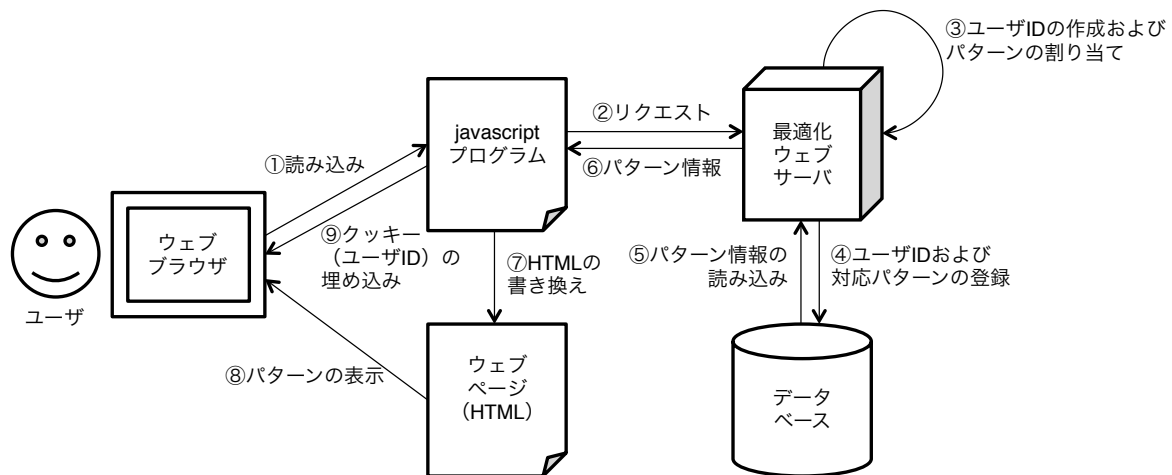 ③ユーザIDの作成および
パターンの割り当て
②リクエスト
javascript
プログラム
最適化
ウェブ
サーバ
①読み込み
⑥パターン情報
ウェブ
ブラウザ
⑨クッキー
（ユーザID）の
埋め込み
⑦HTMLの
書き換え
⑤パターン情報の
読み込み
④ユーザIDおよび
対応パターンの登録
ユーザ
⑧パターンの表示
ウェブ
ページ
（HTML）
データ
ベース